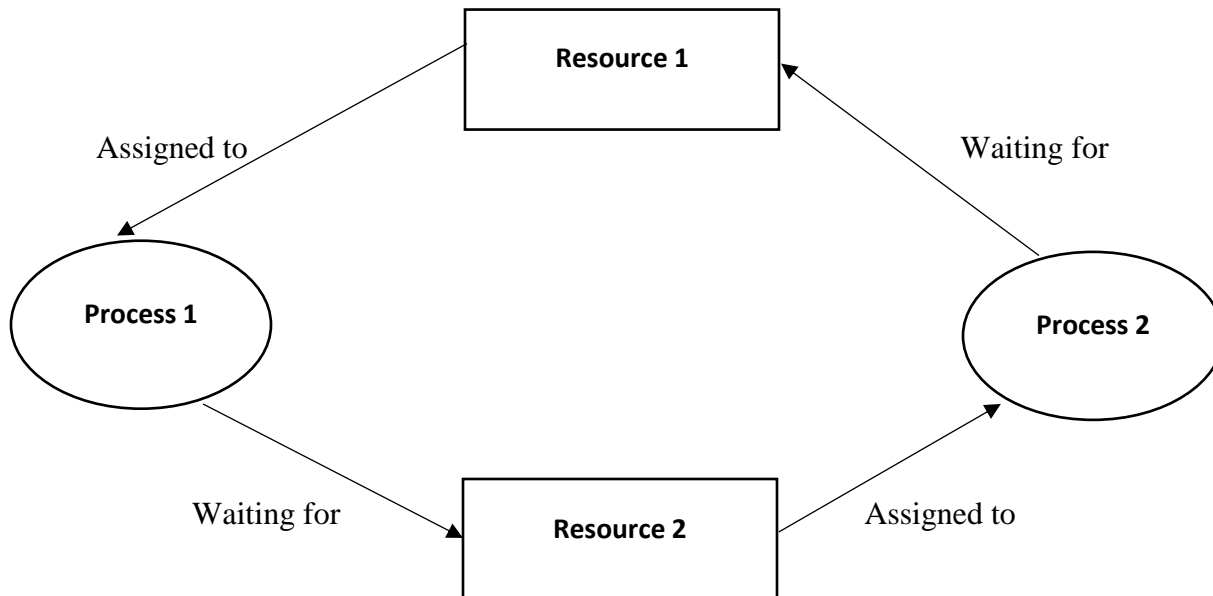 Resource 1
Assigned to
Waiting for
Process 1
Process 2
Waiting for
Resource 2
Assigned to